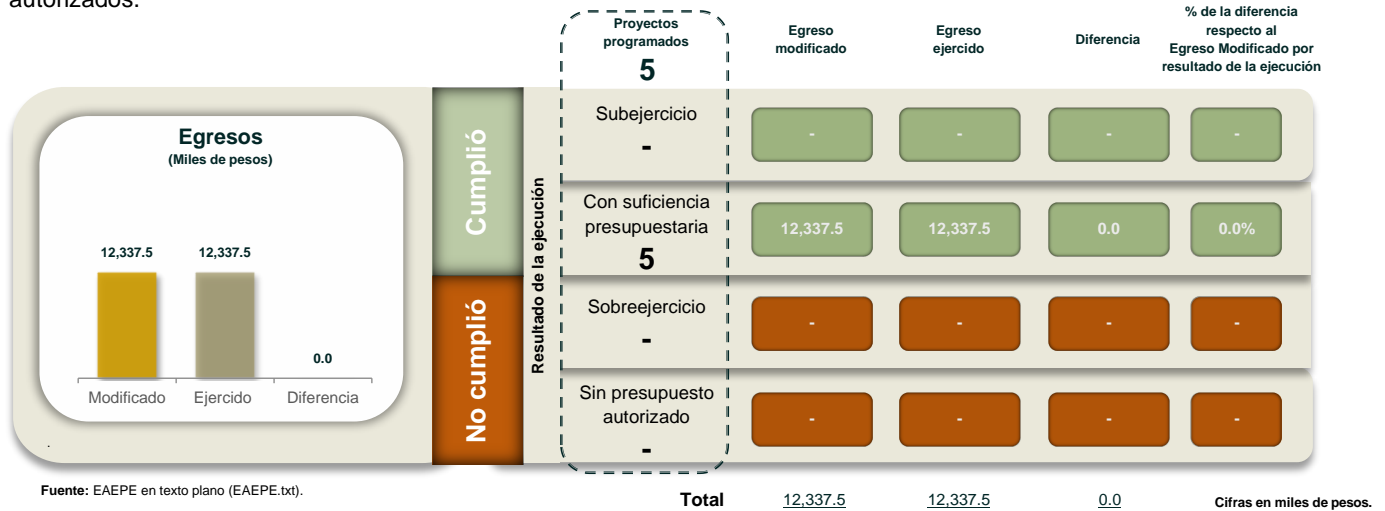 autorizados.
Proyectos
programados
5
Egreso
modificado
Egreso
ejercido
Diferencia
% de la diferencia
respecto al
Egreso Modificado por
resultado de la ejecución
Egresos
(Miles de pesos)
12,337.5
12,337.5
0.0
Modificado
Ejercido
Diferencia
.
Cumplió
No cumplió
Resultado de la ejecución
Subejercicio
-
-
-
-
-
Con suficiencia
presupuestaria
5
12,337.5
12,337.5
0.0
0.0%
Sobreejercicio
-
-
-
-
-
Sin presupuesto
autorizado
-
-
-
-
-
Fuente: EAEPE en texto plano (EAEPE.txt).
Total
12,337.5
12,337.5
0.0
Cifras en miles de pesos.